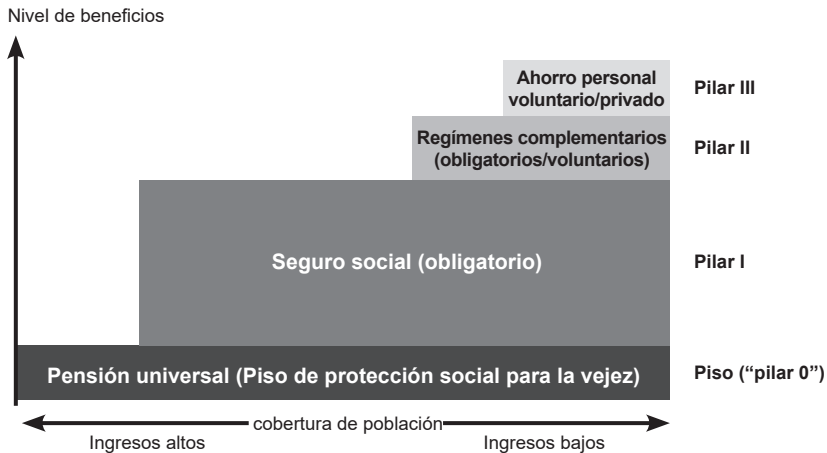 Nivel de beneficios
Ahorro personal
voluntario/privado
Pilar III
Regímenes complementarios
(obligatorios/voluntarios)
Pilar II
Seguro social (obligatorio)
Pilar I
Pensión universal (Piso de protección social para la vejez)
Piso (“pilar 0”)
cobertura de población
Ingresos altos
Ingresos bajos